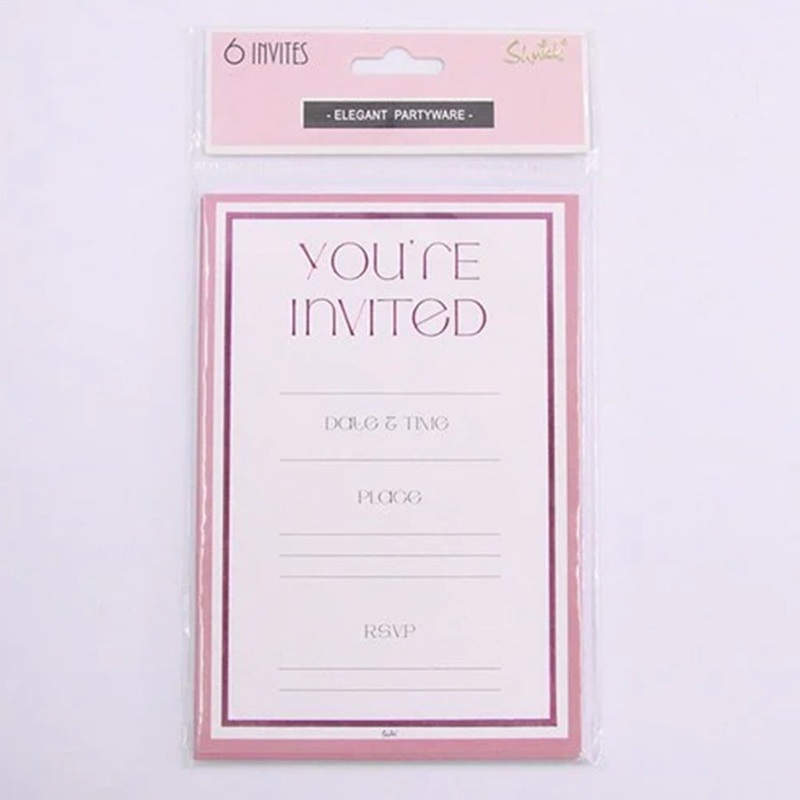 6 INVITES
- ELEGANT PARTYWARE -
YOU'RE
INVITED
DATE & TIME
PLACE
RSVP